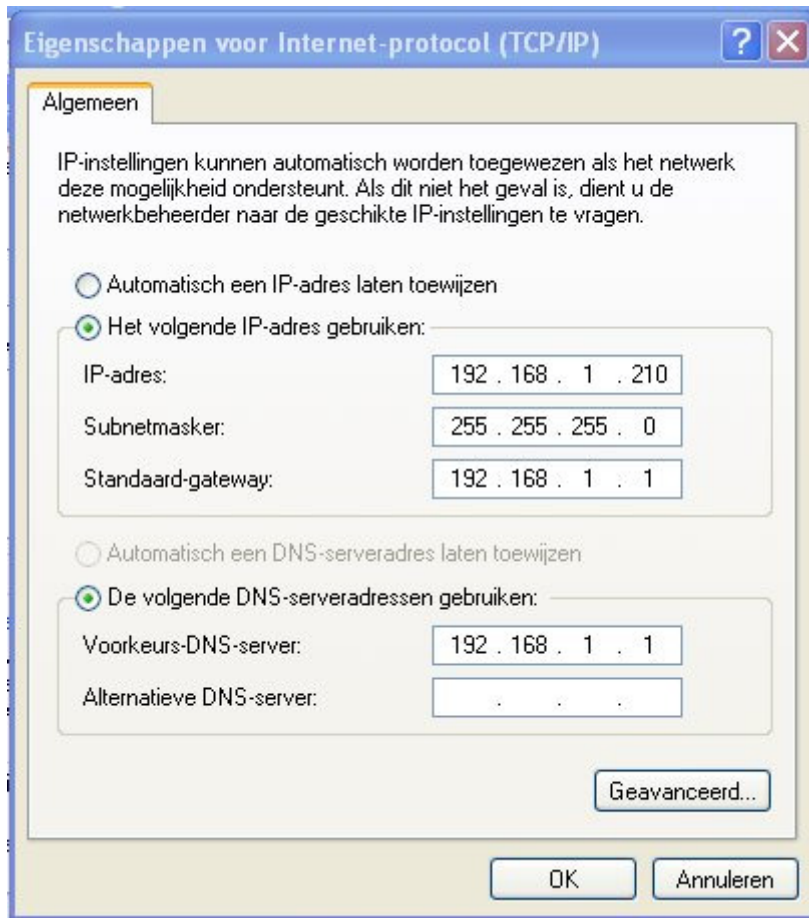 Eigenschappen voor Internet-protocol (TCP/IP)
Algemeen
IP-instellingen kunnen automatisch worden toegewezen als het netwerk
deze mogelijkheid ondersteunt. Als dit niet het geval is, dient u de
netwerkbeheerder naar de geschikte IP-instellingen te vragen.
Automatisch een IP-adres laten toewijzen
Het volgende IP-adres gebruiken:
IP-adres: 192 . 168 . 1 . 210
Subnetmasker: 255 . 255 . 255 . 0
Standaard-gateway: 192 . 168 . 1 . 1
Automatisch een DNS-serveradres laten toewijzen
De volgende DNS-serveradressen gebruiken:
Voorkeurs-DNS-server: 192 . 168 . 1 . 1
Alternatieve DNS-server: . . .
Geavanceerd...
OK Annuleren